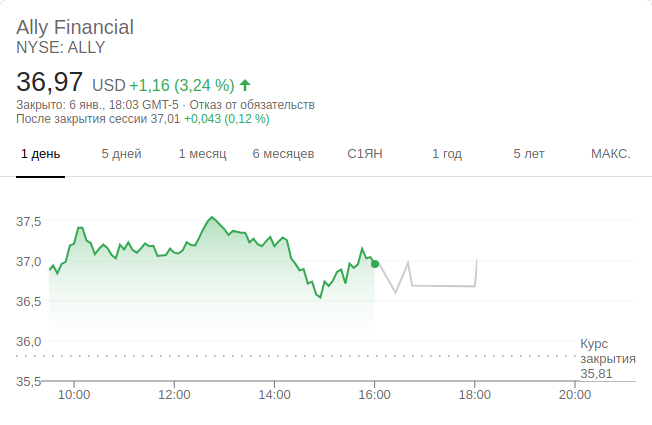 Ally Financial
NYSE: ALLY
36,97 USD +1,16 (3,24 %)
Закрыто: 6 янв., 18:03 GMT-5 · Отказ от обязательств
После закрытия сессии 37,01 +0,043 (0,12 %)
1 день 5 дней 1 месяц 6 месяцев С1ЯН 1 год 5 лет МАКС.
37,5
37,0
36,5
36,0
Курс
закрытия
35,81
35,5
10:00 12:00 14:00 16:00 18:00 20:00